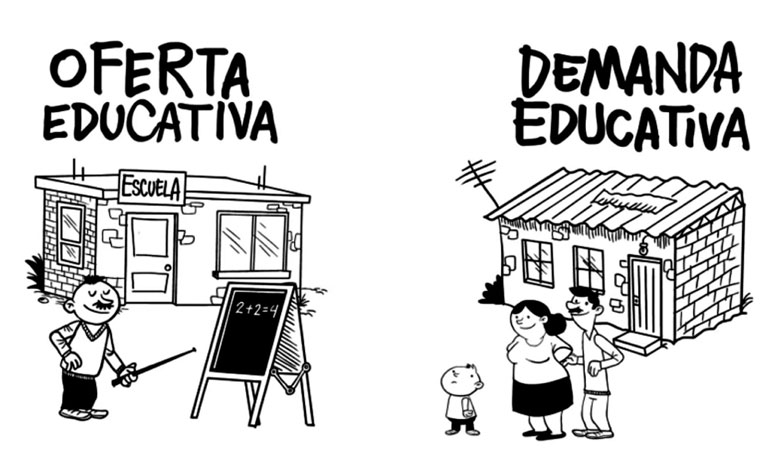 OFERTA
EDUCATIVA
ESCUELA
2+2=4
DEMANDA
EDUCATIVA